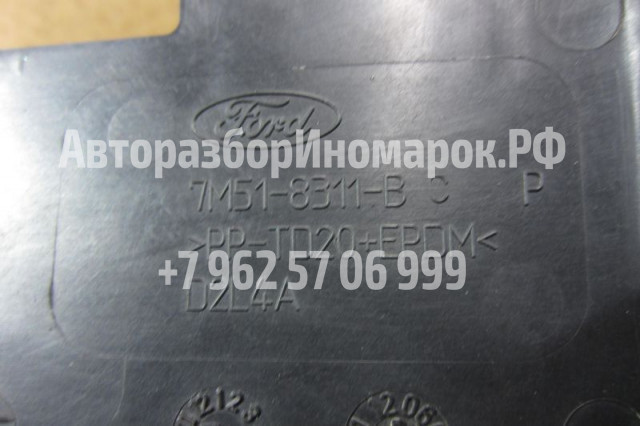 Ford
АвторазборИномарок.РФ
7M51-8311-B C P
>PP-TD20+EPDM<
+7 962 57 06 999
D2L4A